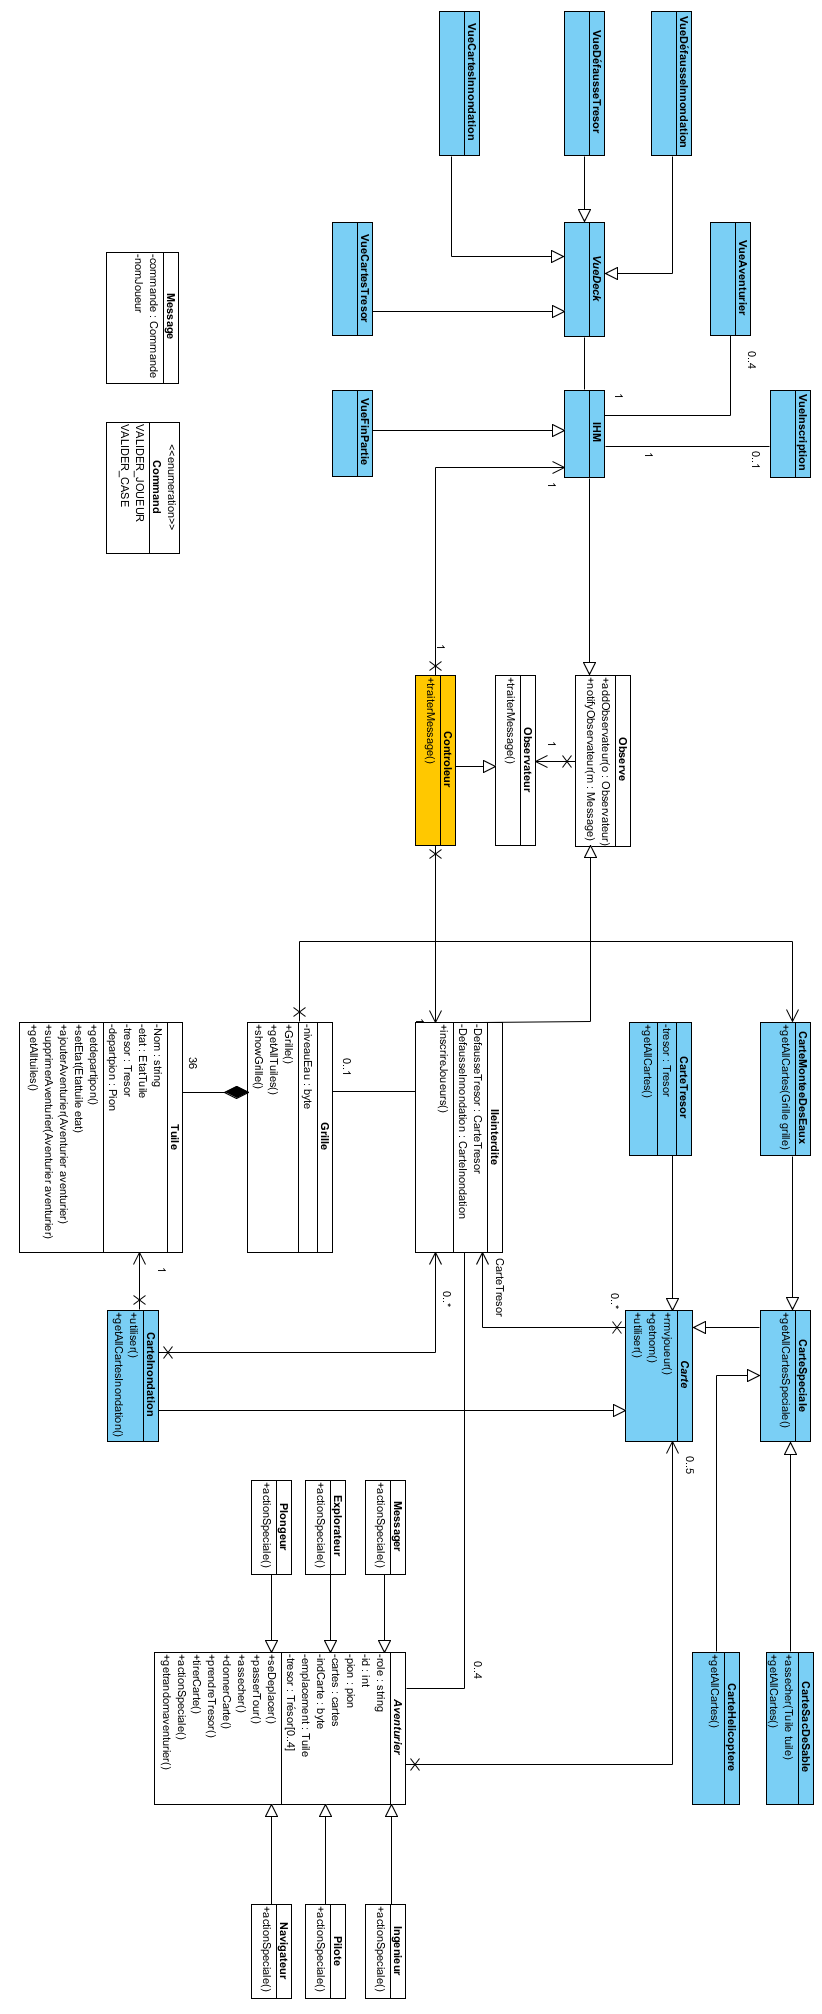 VueCartesInnondation
VueDéfausseTresor
VueDéfausseInnondation
VueCartesTresor
VueDeck
VueAventurier
0..4
Message
-commande : Commande
-nomJoueur
<<enumeration>>
Command
VALIDER_JOUEUR
VALIDER_CASE
VueFinPartie
IHM
1
1
0..1
VueInscription
1
1
Controleur
+traiterMessage()
Observateur
+traiterMessage()
1
Observe
+addObservateur(o : Observateur)
+notifyObservateur(m : Message)
Tuile
-Nom : string
-etat : EtatTuile
-tresor : Tresor
-departpion : Pion
+getdepartipon()
+setEtat(Etattuile etat)
+ajouterAventurier(Aventurier aventurier)
+supprimerAventurier(Aventurier aventurier)
+getAlltuiles()
36
Grille
-niveauEau : byte
+Grille()
+getAllTuiles()
+showGrille()
0..1
IleInterdite
-DefausseTresor : CarteTresor
-DefausseInnondation : CarteInondation
+inscrireJoueurs()
CarteTresor
-tresor : Tresor
+getAllCartes()
CarteMonteeDesEaux
+getAllCartes(Grille grille)
1
0..*
CarteTresor
0..*
CarteInondation
+utiliser()
+getAllCartesInondation()
Carte
+rmvjoueur()
+getnom()
+utiliser()
CarteSpeciale
+getAllCartesSpeciale()
0..5
Plongeur
+actionSpeciale()
Explorateur
+actionSpeciale()
Messager
+actionSpeciale()
0..4
Aventurier
-role : string
-id : int
-pion : pion
-cartes : cartes
-indCarte : byte
-emplacement : Tuile
-tresor : Trésor[0..4]
+seDeplacer()
+passerTour()
+assecher()
+donnerCarte()
+prendreTresor()
+tirerCarte()
+actionSpeciale()
+getrandomaventurier()
CarteHelicoptere
+getAllCartes()
CarteSacDeSable
+assecher(Tuile tuile)
+getAllCartes()
Navigateur
+actionSpeciale()
Pilote
+actionSpeciale()
Ingenieur
+actionSpeciale()